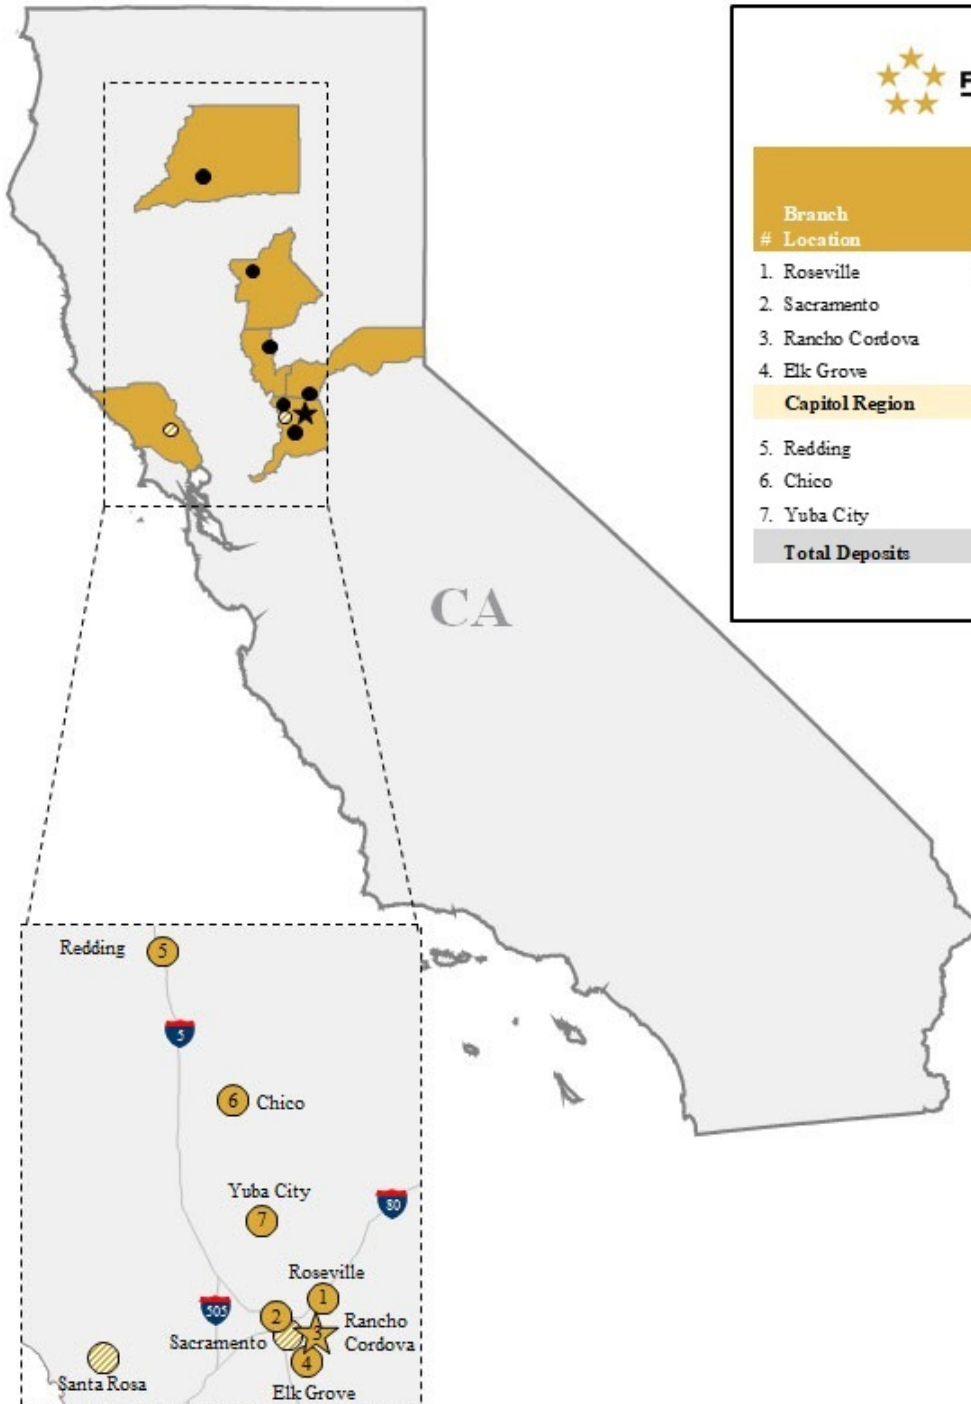 F
Branch
# Location
1. Roseville
2. Sacramento
3. Rancho Cordova
4. Elk Grove
Capitol Region
5. Redding
6. Chico
7. Yuba City
Total Deposits
CA
Redding
5
5
6
Chico
Yuba City
7
80
Roseville
1
505
2
Sacramento
3
Rancho
Cordova
4
Santa Rosa
Elk Grove